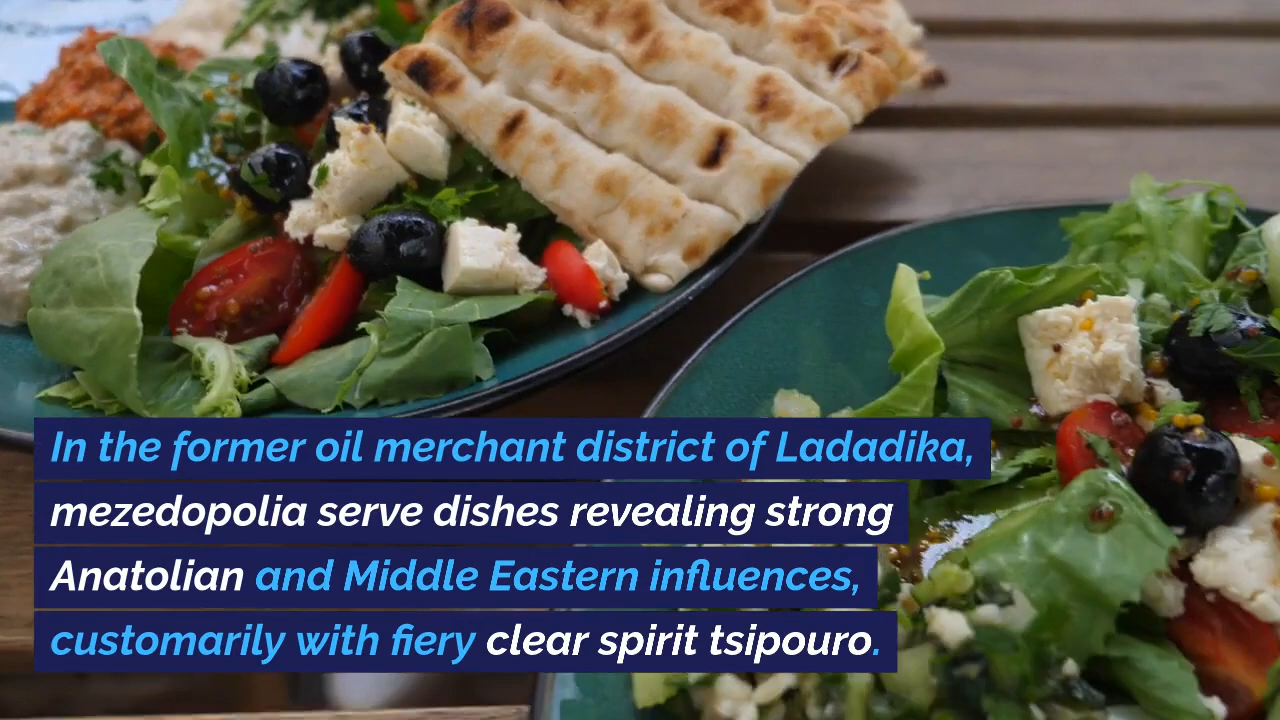 In the former oil merchant district of Ladadika,
mezedopolia serve dishes revealing strong
Anatolian and Middle Eastern influences,
customarily with fiery clear spirit tsipouro.